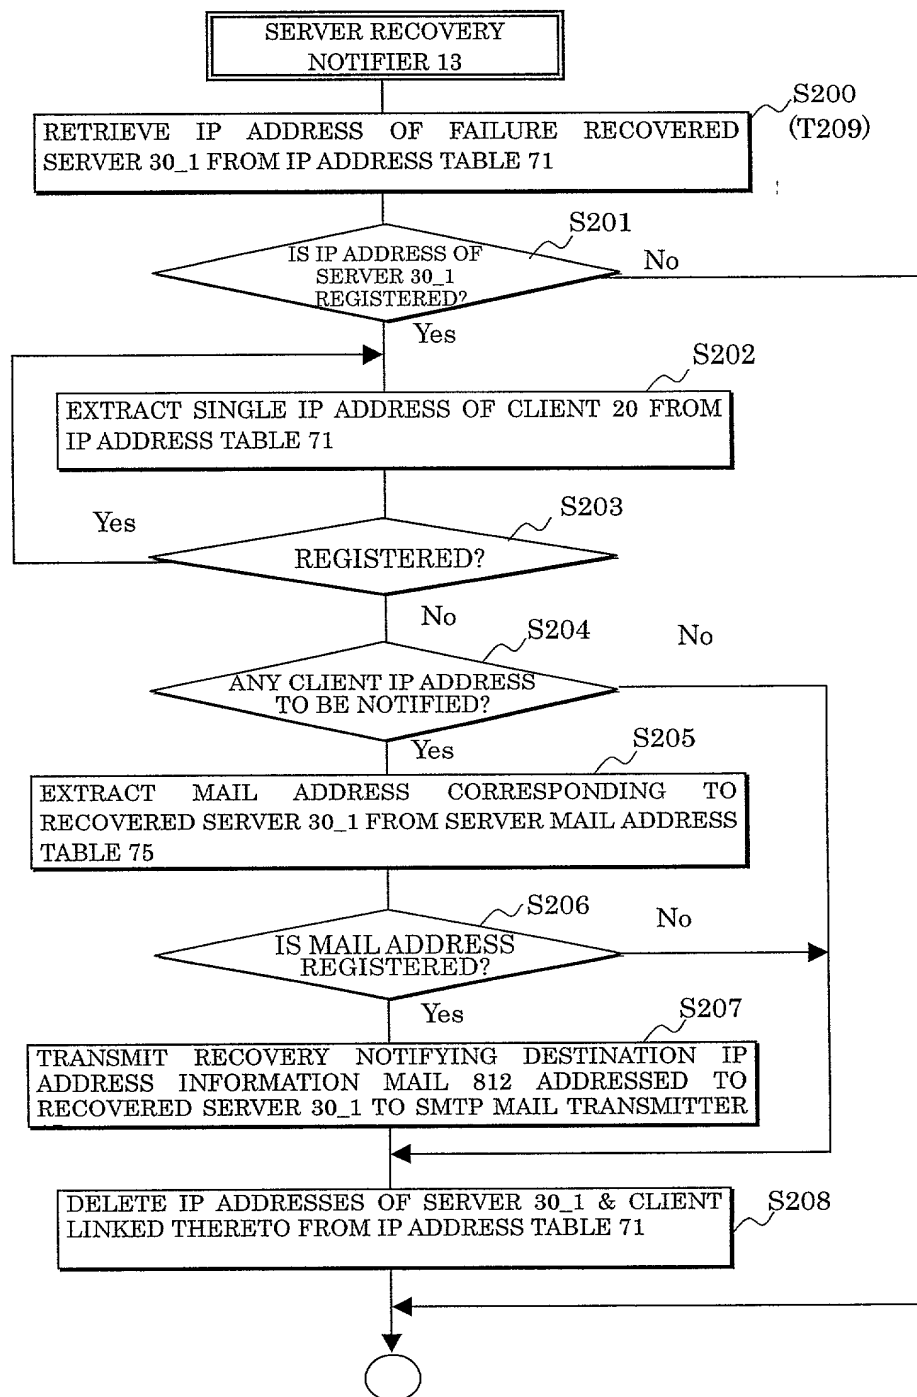 SERVER RECOVERY
NOTIFIER 13
S200
(T209)
RETRIEVE IP ADDRESS OF FAILURE RECOVERED
SERVER 30_1 FROM IP ADDRESS TABLE 71
S201
IS IP ADDRESS OF
SERVER 30_1
REGISTERED?
No
Yes
S202
EXTRACT SINGLE IP ADDRESS OF CLIENT 20 FROM
IP ADDRESS TABLE 71
Yes
S203
REGISTERED?
No
S204
No
ANY CLIENT IP ADDRESS
TO BE NOTIFIED?
Yes
S205
EXTRACT MAIL ADDRESS CORRESPONDING TO
RECOVERED SERVER 30_1 FROM SERVER MAIL ADDRESS
TABLE 75
S206
No
IS MAIL ADDRESS
REGISTERED?
Yes
S207
TRANSMIT RECOVERY NOTIFYING DESTINATION IP
ADDRESS INFORMATION MAIL 812 ADDRESSED TO
RECOVERED SERVER 30_1 TO SMTP MAIL TRANSMITTER
DELETE IP ADDRESSES OF SERVER 30_1 & CLIENT
LINKED THERETO FROM IP ADDRESS TABLE 71
S208